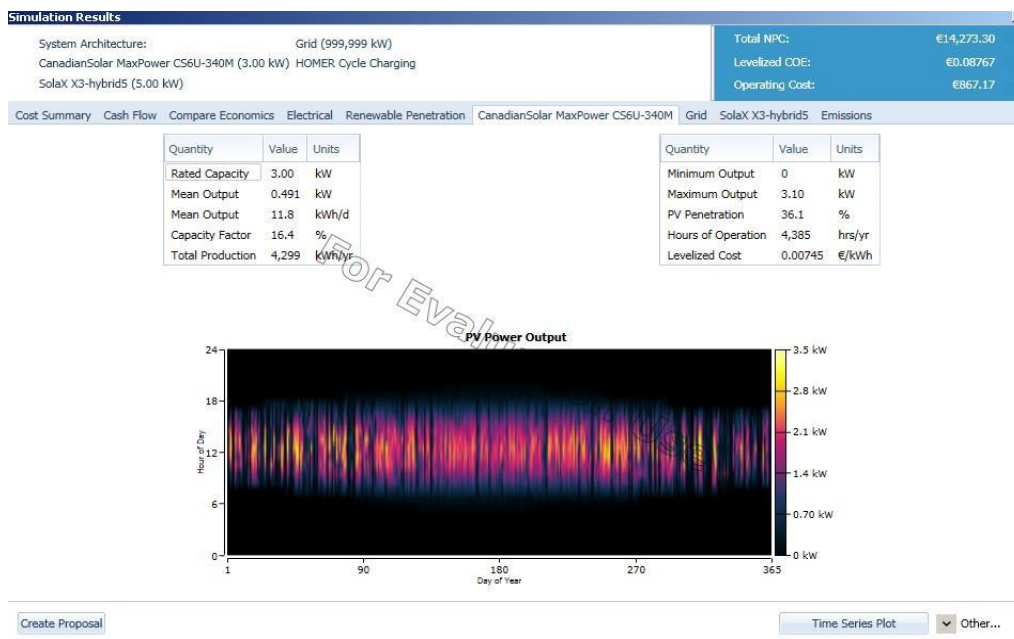 Simulation Results
System Architecture: Grid (999,999 kW)
CanadianSolar MaxPower CS6U-340M (3.00 kW) HOMER Cycle Charging
SolaX X3-hybrid5 (5.00 kW)
Total NPC: €14,273.30
Levelized COE: €0.08767
Operating Cost: €867.17
Cost Summary Cash Flow Compare Economics Electrical Renewable Penetration CanadianSolar MaxPower CS6U-340M Grid SolaX X3-hybrid5 Emissions
Quantity Value Units
Rated Capacity 3.00 kW
Mean Output 0.491 kW
Mean Output 11.8 kWh/d
Capacity Factor 16.4 %
Total Production 4,299 kWh/yr
Quantity Value Units
Minimum Output 0 kW
Maximum Output 3.10 kW
PV Penetration 36.1 %
Hours of Operation 4,385 hrs/yr
Levelized Cost 0.00745 €/kWh
For
PV Power Output
24
18
12
6
0
Hour of Day
1 90 180 270 365
Day of Year
3.5 kW
2.8 kW
2.1 kW
1.4 kW
0.70 kW
0 kW
Create Proposal
Time Series Plot
Other...